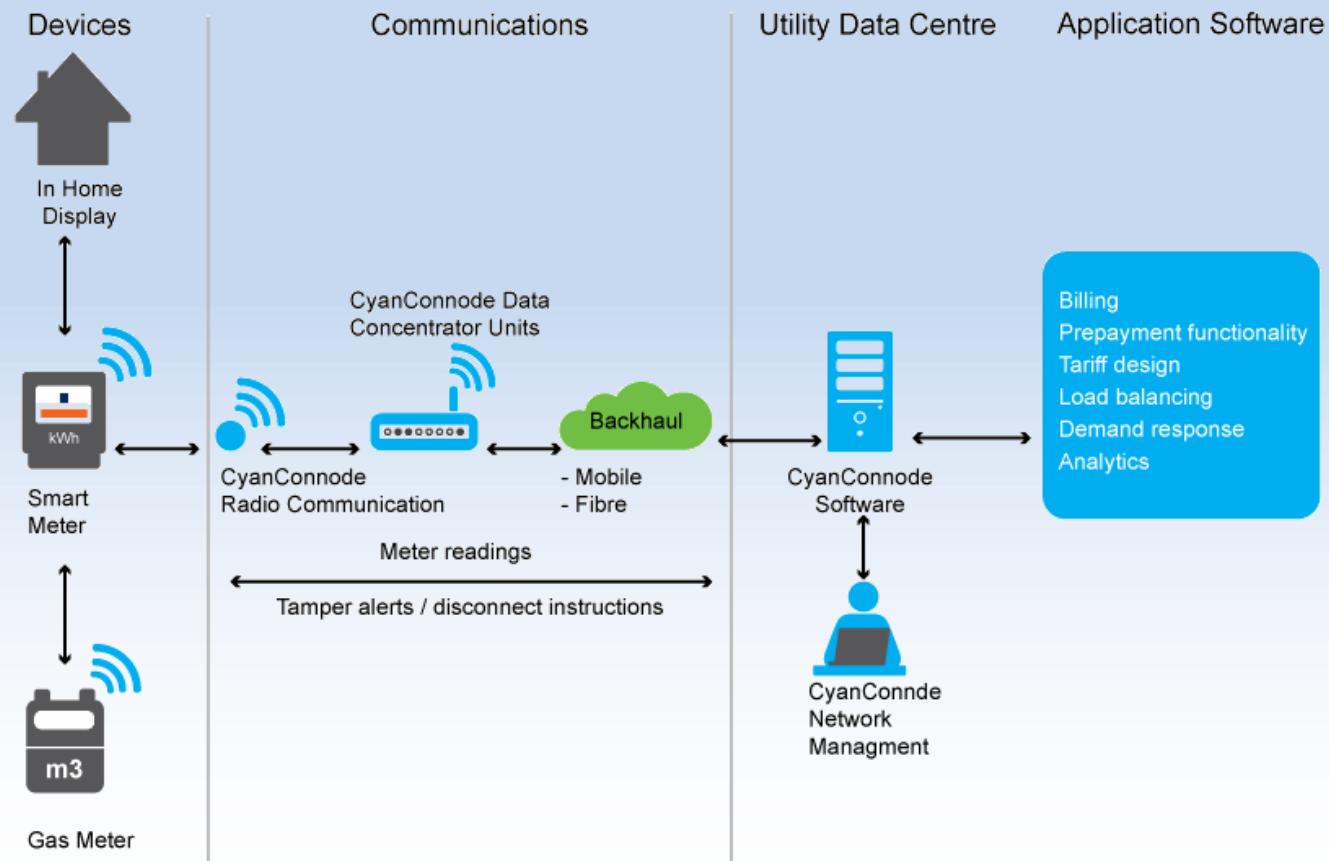 Devices
Communications
Utility Data Centre
Application Software
In Home
Display
CyanConnode Data
Concentrator Units
kWh
Smart
Meter
CyanConnode
Radio Communication
Backhaul
- Mobile
- Fibre
Meter readings
Tamper alerts / disconnect instructions
m3
Gas Meter
CyanConnode
Software
CyanConnde
Network
Managment
Billing
Prepayment functionality
Tariff design
Load balancing
Demand response
Analytics